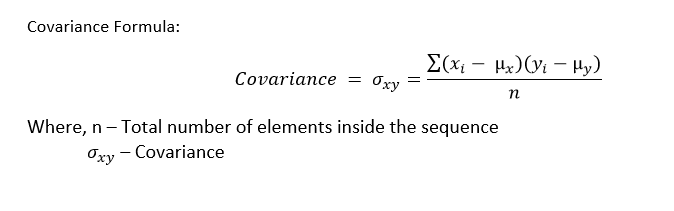 Covariance Formula:
Covariance = σxy = Σ(xi − μx)(yi − μy) / n
Where, n – Total number of elements inside the sequence
σxy – Covariance